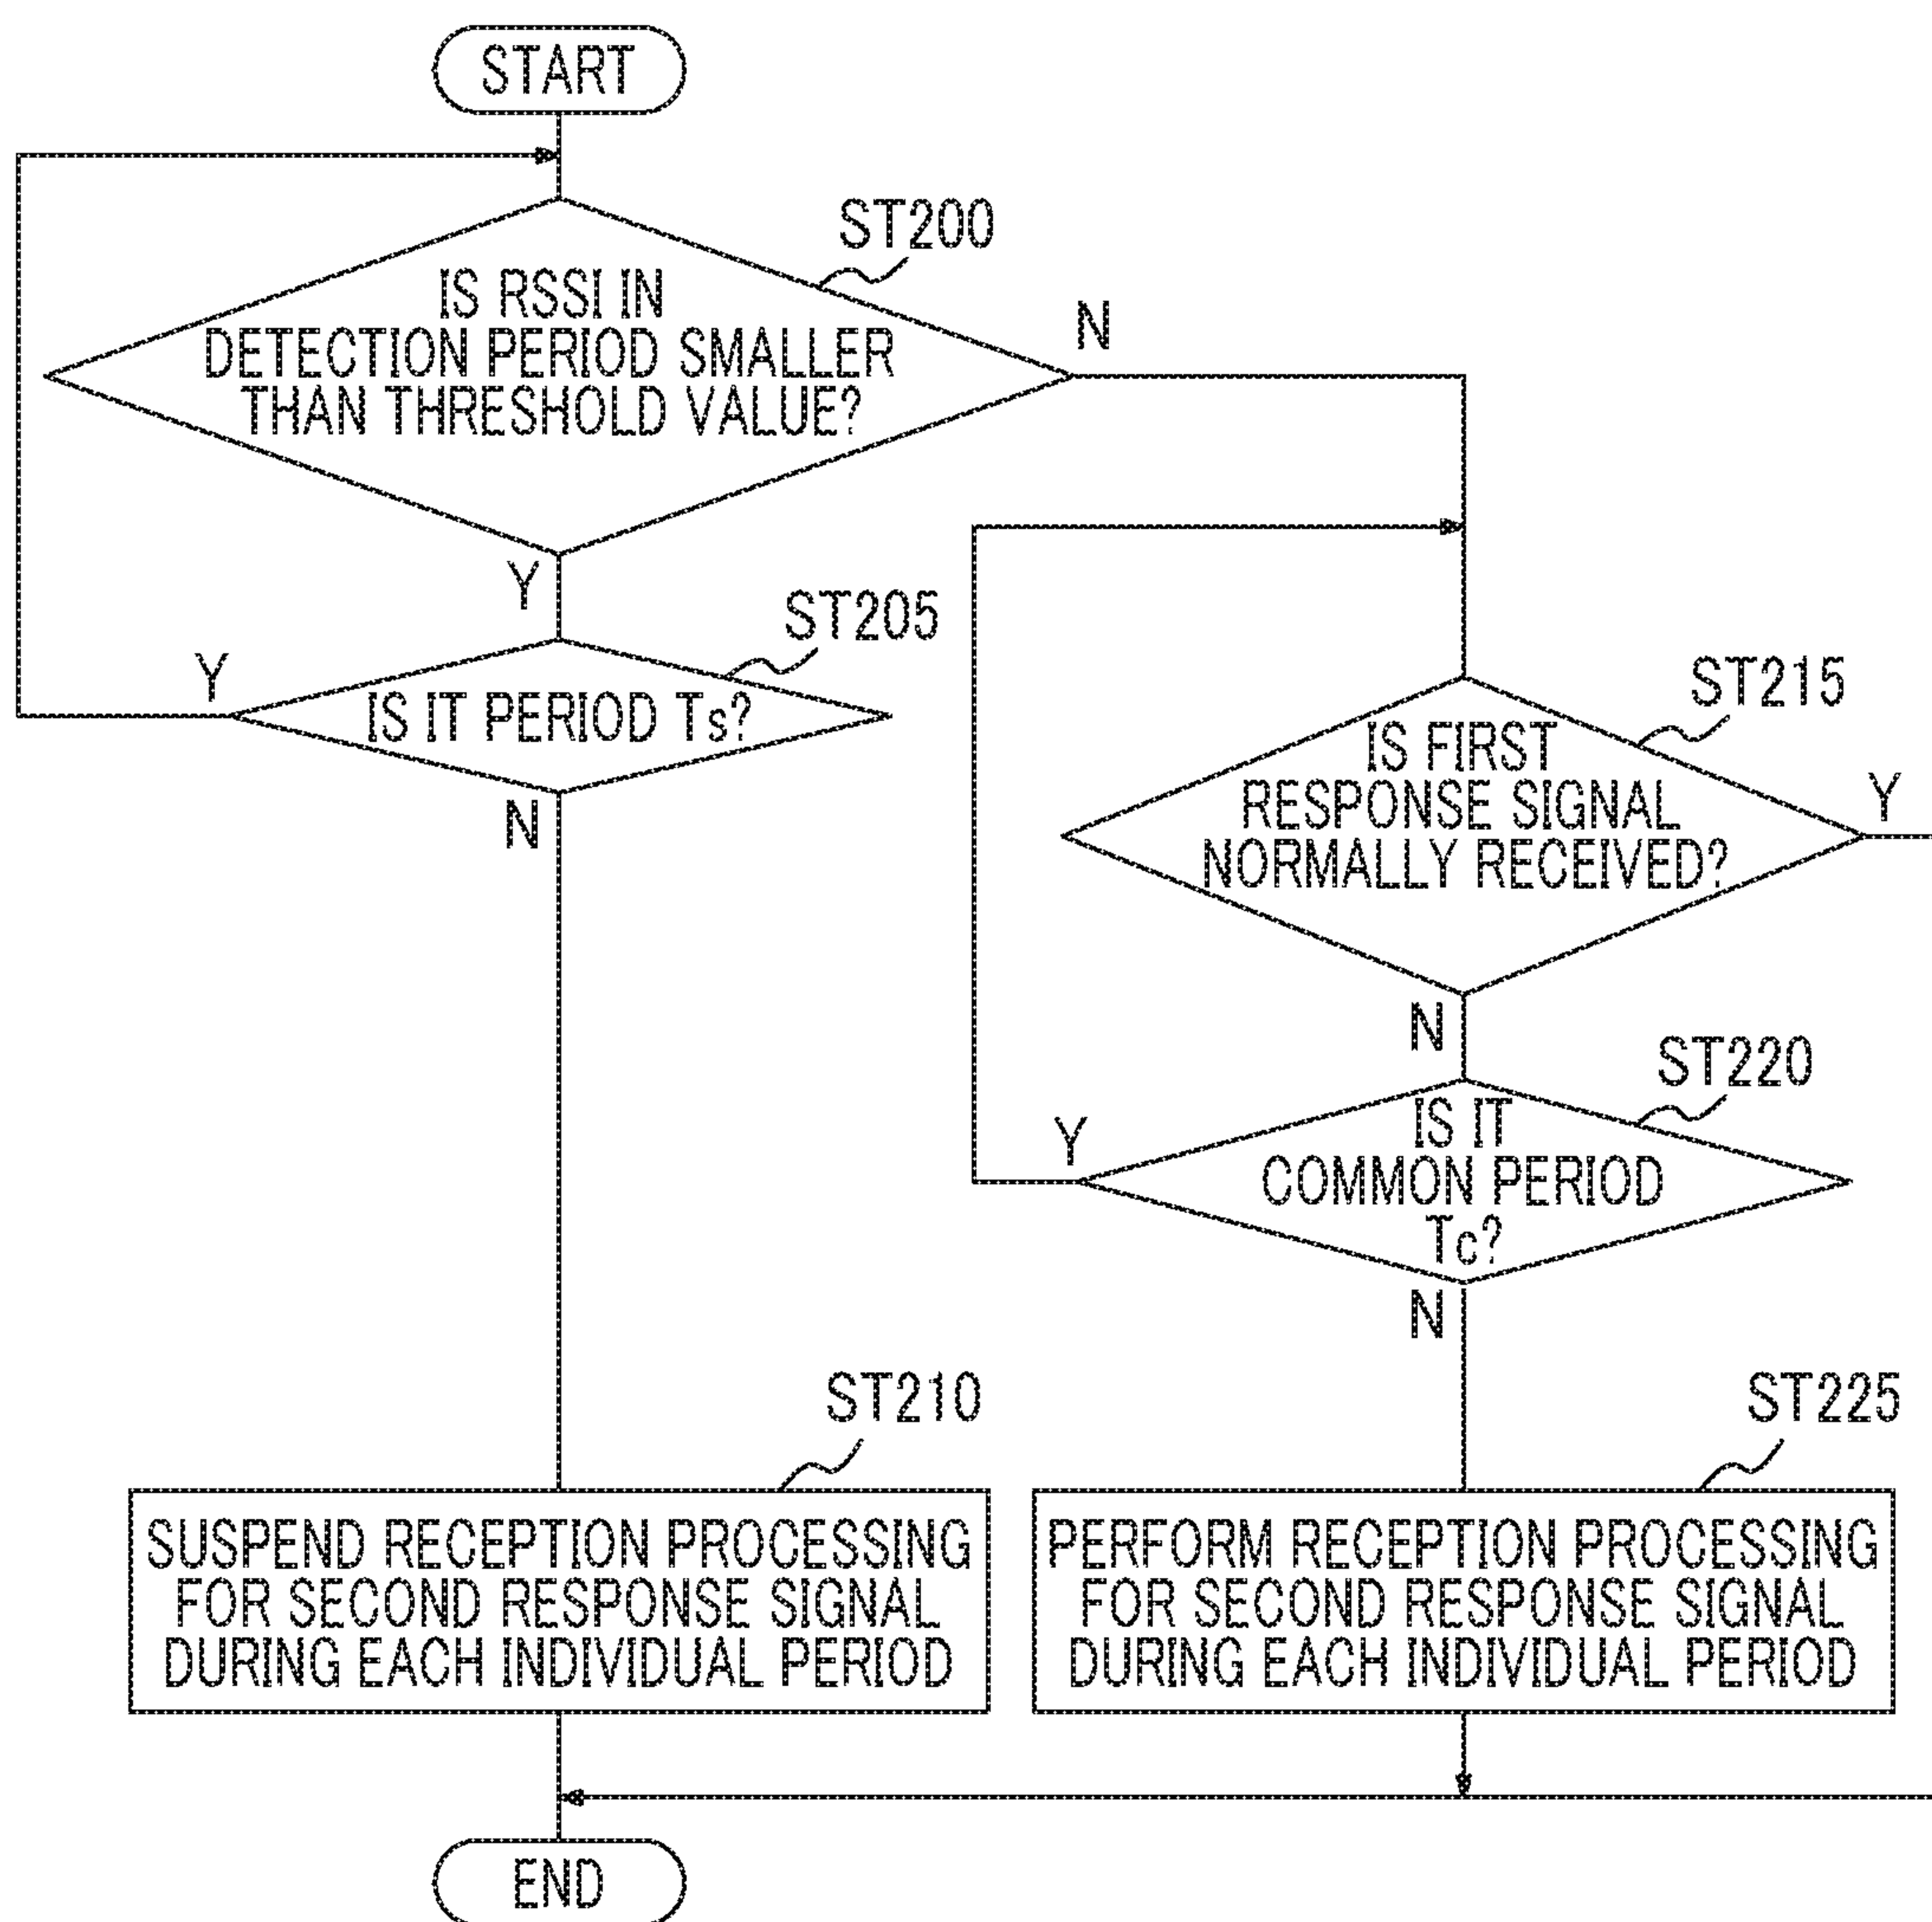 START
ST200
IS RSSI IN
DETECTION PERIOD SMALLER
THAN THRESHOLD VALUE?
N
Y
ST205
Y
IS IT PERIOD Ts?
N
ST215
IS FIRST
RESPONSE SIGNAL
NORMALLY RECEIVED?
Y
N
ST220
IS IT
COMMON PERIOD
Tc?
Y
N
ST210
SUSPEND RECEPTION PROCESSING
FOR SECOND RESPONSE SIGNAL
DURING EACH INDIVIDUAL PERIOD
ST225
PERFORM RECEPTION PROCESSING
FOR SECOND RESPONSE SIGNAL
DURING EACH INDIVIDUAL PERIOD
END